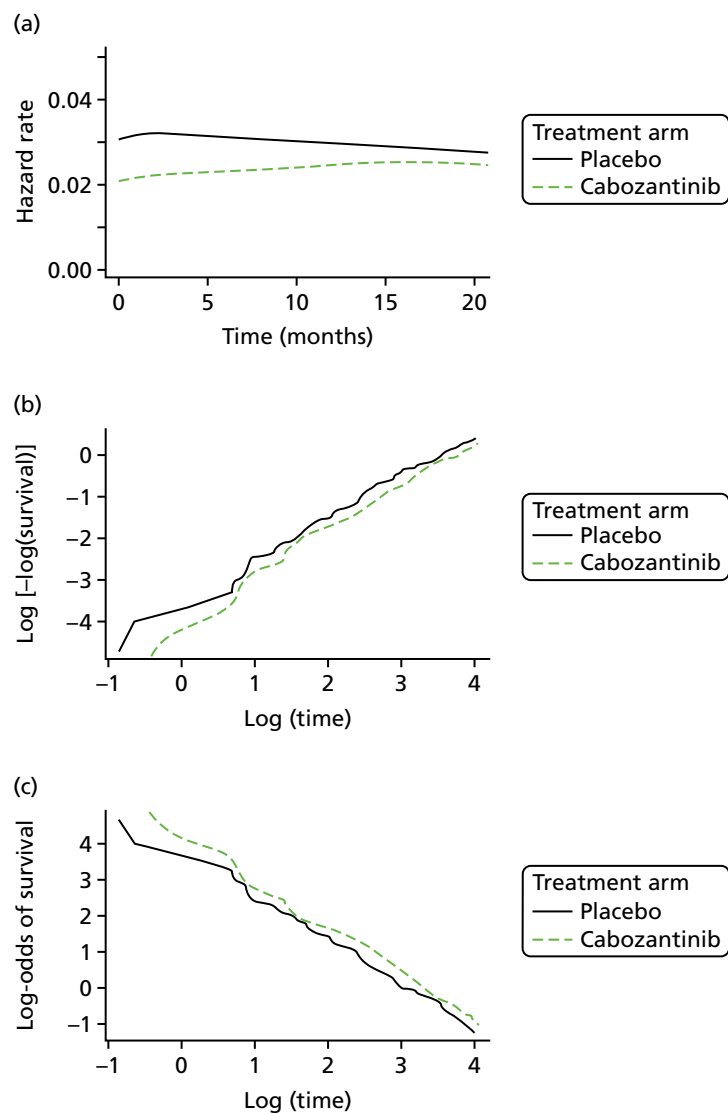 (a)
Hazard rate
0.04
0.02
0.00
0 5 10 15 20
Time (months)
Treatment arm
Placebo
Cabozantinib
(b)
Log [–log(survival)]
0
–1
–2
–3
–4
–1 0 1 2 3 4
Log (time)
Treatment arm
Placebo
Cabozantinib
(c)
Log-odds of survival
4
3
2
1
0
–1
–1 0 1 2 3 4
Log (time)
Treatment arm
Placebo
Cabozantinib